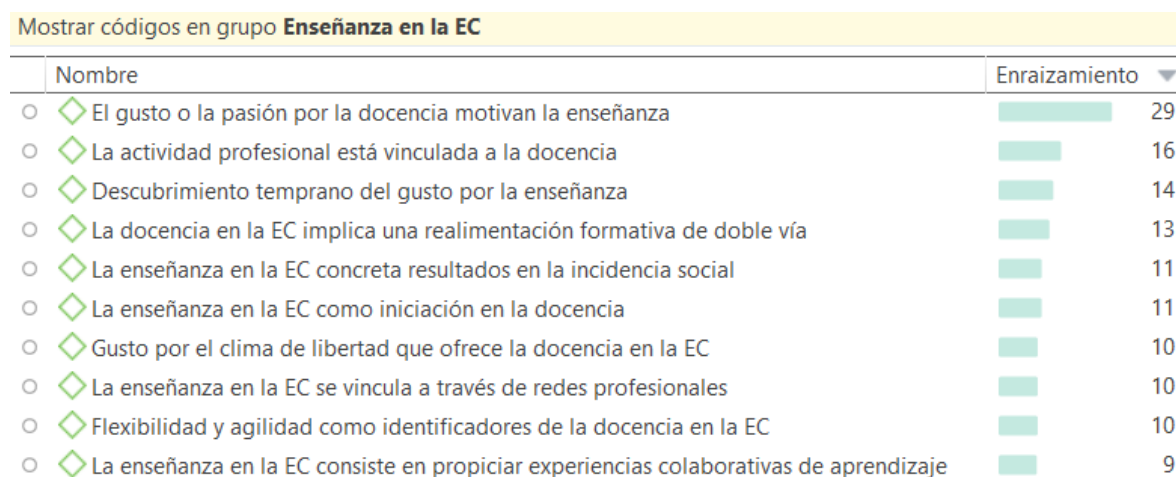 Mostrar códigos en grupo Enseñanza en la EC
Nombre Enraizamiento
El gusto o la pasión por la docencia motivan la enseñanza 29
La actividad profesional está vinculada a la docencia 16
Descubrimiento temprano del gusto por la enseñanza 14
La docencia en la EC implica una realimentación formativa de doble vía 13
La enseñanza en la EC concreta resultados en la incidencia social 11
La enseñanza en la EC como iniciación en la docencia 11
Gusto por el clima de libertad que ofrece la docencia en la EC 10
La enseñanza en la EC se vincula a través de redes profesionales 10
Flexibilidad y agilidad como identificadores de la docencia en la EC 10
La enseñanza en la EC consiste en propiciar experiencias colaborativas de aprendizaje 9